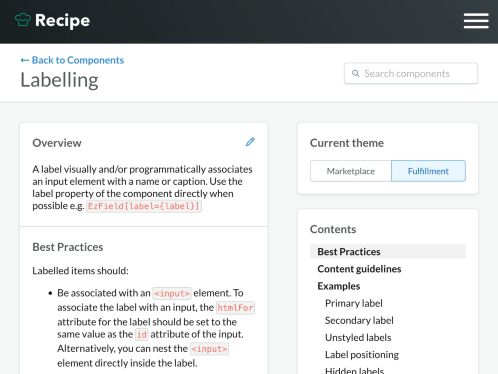 Recipe
← Back to Components
Labelling
Search components
Overview
A label visually and/or programmatically associates
an input element with a name or caption. Use the
label property of the component directly when
possible e.g. EzField[label={label}]
Best Practices
Labelled items should:
• Be associated with an <input> element. To
associate the label with an input, the htmlFor
attribute for the label should be set to the
same value as the id attribute of the input.
Alternatively, you can nest the <input>
element directly inside the label.
Current theme
Marketplace
Fulfillment
Contents
Best Practices
Content guidelines
Examples
Primary label
Secondary label
Unstyled labels
Label positioning
Hidden labels